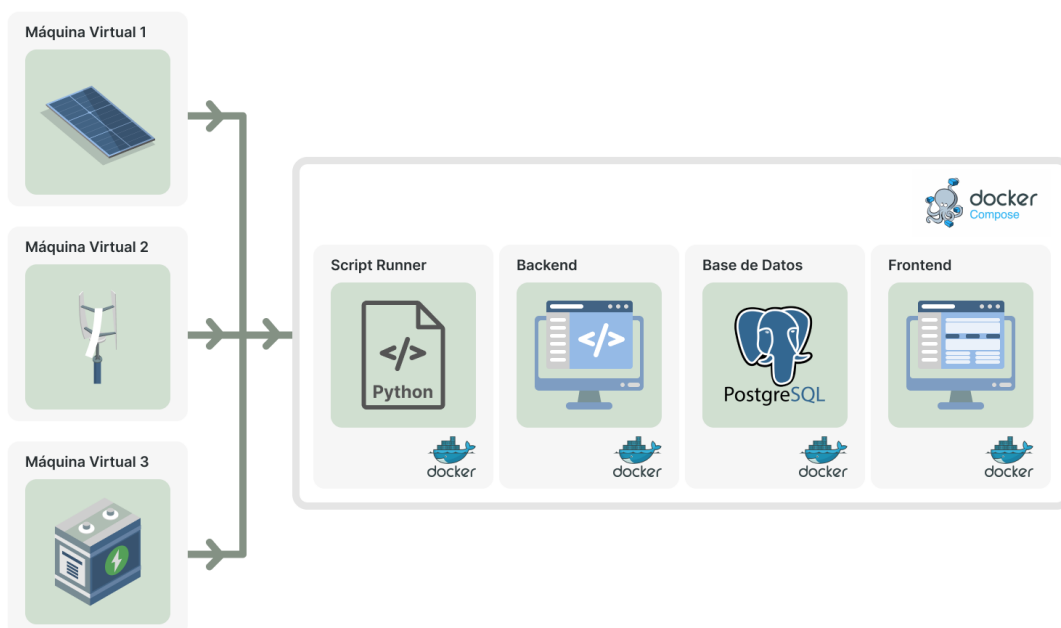 Máquina Virtual 1
Máquina Virtual 2
Máquina Virtual 3
docker
Compose
Script Runner
Backend
Base de Datos
Frontend
</>
Python
</>
PostgreSQL
docker
docker
docker
docker